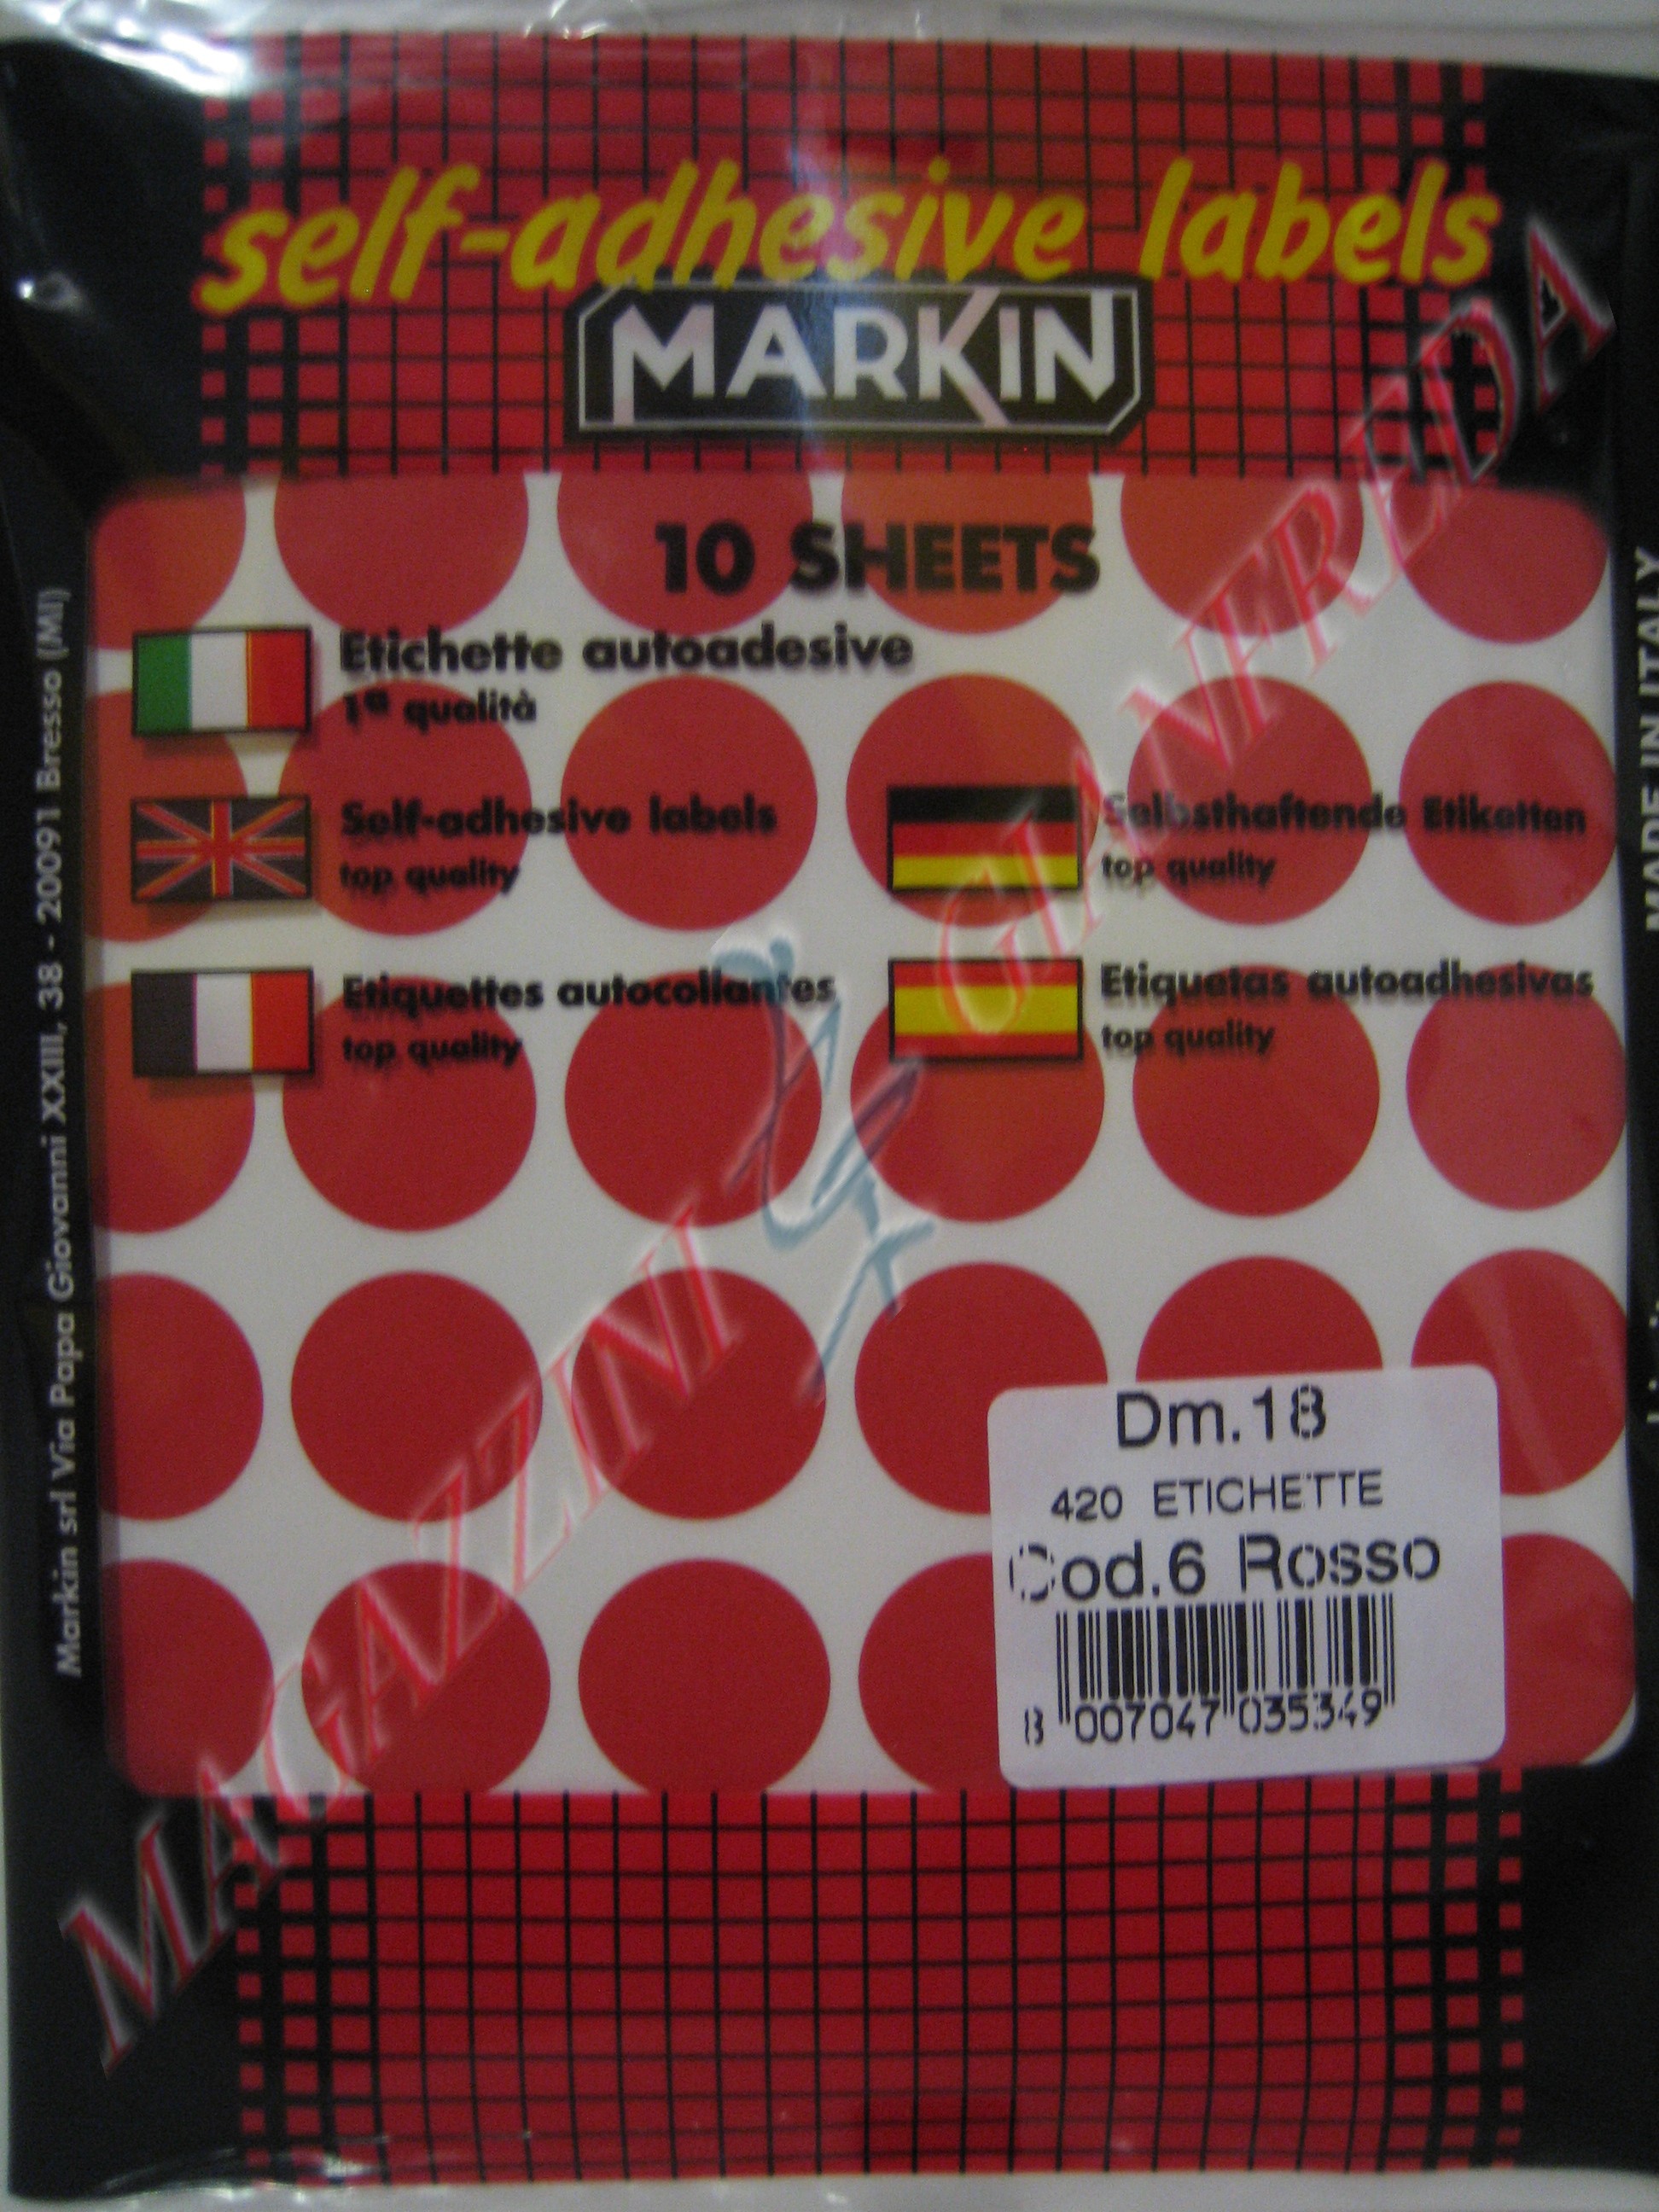 self-adhesive labels
MARKIN
10 SHEETS
Etichette autoadesive
1ª qualità
Self-adhesive labels
top quality
Selbsthaftende Etiketten
top quality
Etiquettes autocollantes
top quality
Etiquetas autoadhesivas
top quality
Markin srl Via Papa Giovanni XXIII, 38 - 20091 Bresso (MI)
MADE IN ITALY
Dm.18
420 ETICHETTE
Cod.6 Rosso
8 007047 035349
MAGAZZINI GIANFREDA